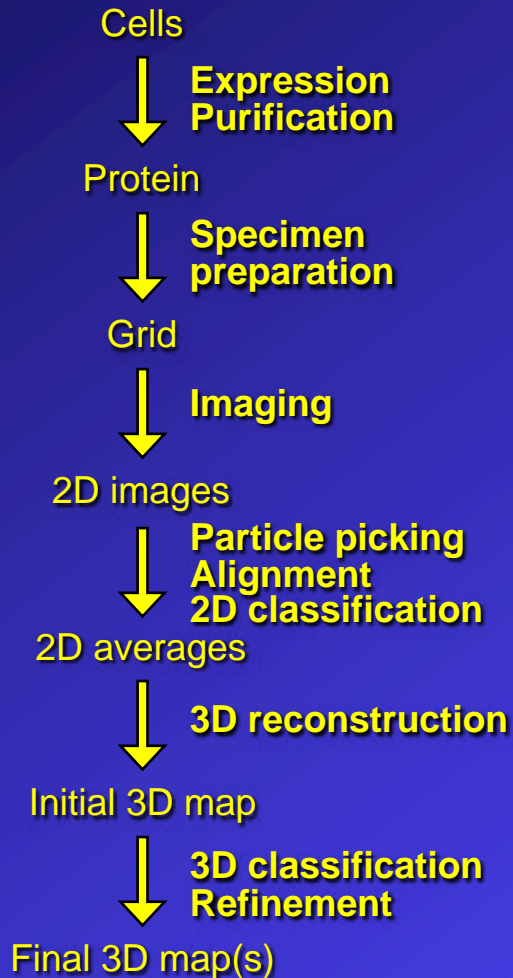 Cells
Expression
Purification
Protein
Specimen
preparation
Grid
Imaging
2D images
Particle picking
Alignment
2D classification
2D averages
3D reconstruction
Initial 3D map
3D classification
Refinement
Final 3D map(s)